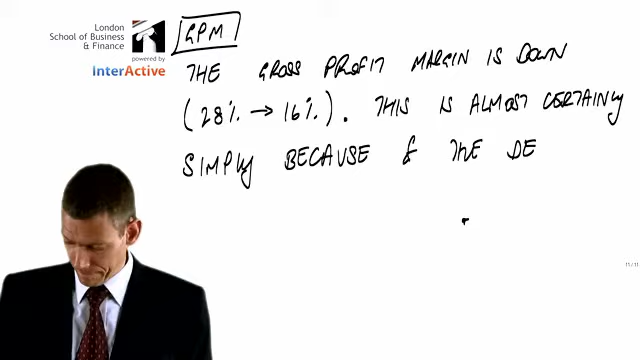 London
School of Business
& Finance
powered by
InterActive
GPM
THE GROSS PROFIT MARGIN IS DOWN
(28% → 16%). THIS IS ALMOST CERTAINLY
SIMPLY BECAUSE OF THE DE
11 / 11